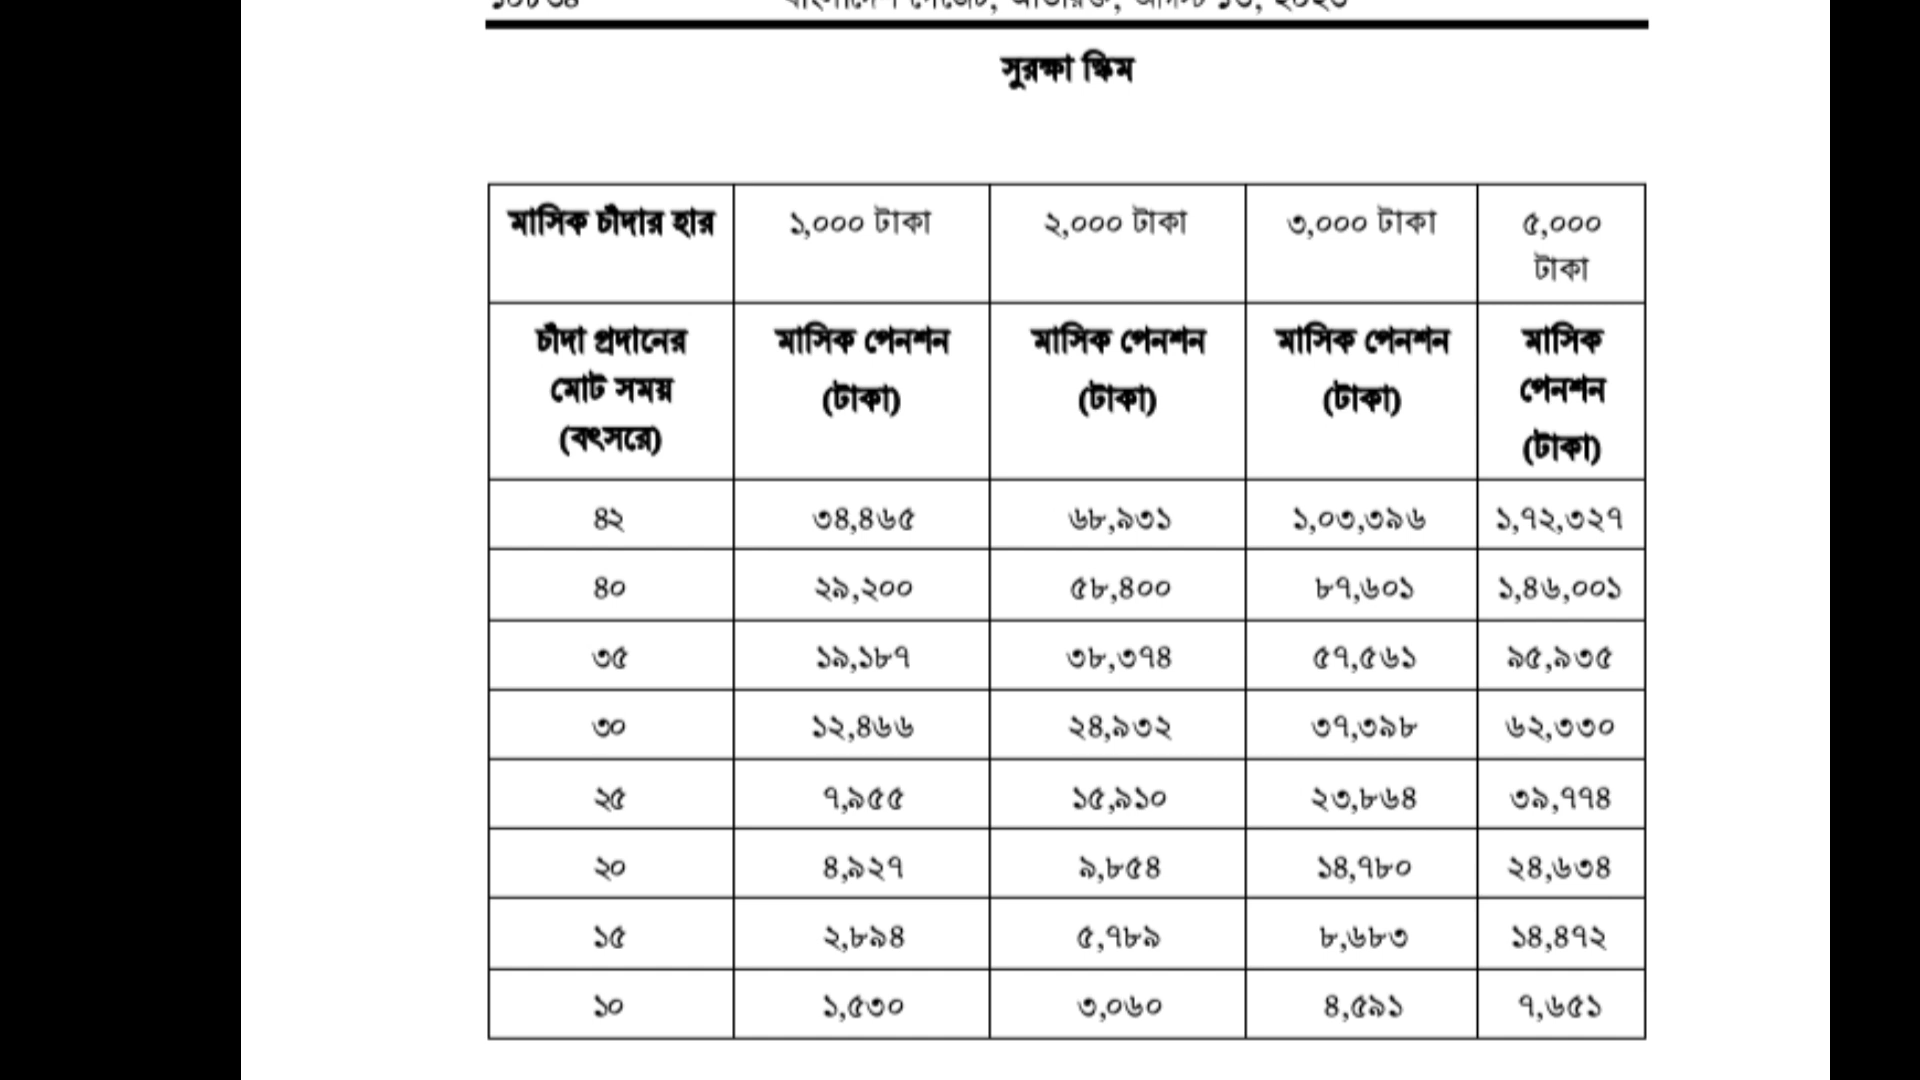 সুরক্ষা স্কিম
মাসিক চাঁদার হার ১,০০০ টাকা ২,০০০ টাকা ৩,০০০ টাকা ৫,০০০ টাকা
চাঁদা প্রদানের মোট সময় (বৎসরে) মাসিক পেনশন (টাকা) মাসিক পেনশন (টাকা) মাসিক পেনশন (টাকা) মাসিক পেনশন (টাকা)
৪২ ৩৪,৪৬৫ ৬৮,৯৩১ ১,০৩,৩৯৬ ১,৭২,৩২৭
৪০ ২৯,২০০ ৫৮,৪০০ ৮৭,৬০১ ১,৪৬,০০১
৩৫ ১৯,১৮৭ ৩৮,৩৭৪ ৫৭,৫৬১ ৯৫,৯৩৫
৩০ ১২,৪৬৬ ২৪,৯৩২ ৩৭,৩৯৮ ৬২,৩৩০
২৫ ৭,৯৫৫ ১৫,৯১০ ২৩,৮৬৪ ৩৯,৭৭৪
২০ ৪,৯২৭ ৯,৮৫৪ ১৪,৭৮০ ২৪,৬৩৪
১৫ ২,৮৯৪ ৫,৭৮৯ ৮,৬৮৩ ১৪,৪৭২
১০ ১,৫৩০ ৩,০৬০ ৪,৫৯১ ৭,৬৫১